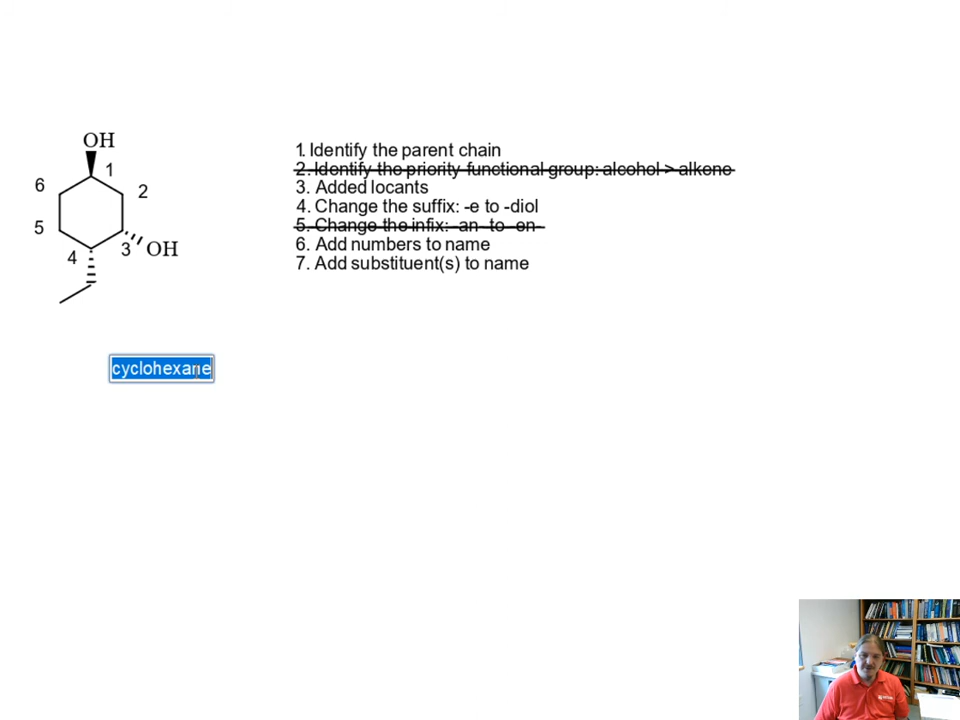 OH
1
6
2
5
3
OH
4
1. Identify the parent chain
2. Identify the priority functional group: alcohol > alkene
3. Added locants
4. Change the suffix: -e to -diol
5. Change the infix: -an- to -en-
6. Add numbers to name
7. Add substituent(s) to name
cyclohexane